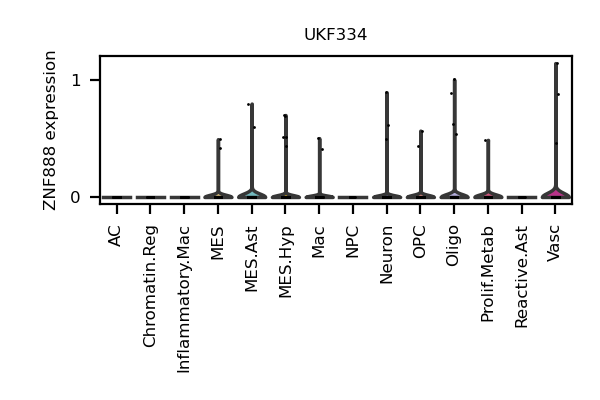 UKF334
ZNF888 expression
1
0
AC
Chromatin.Reg
Inflammatory.Mac
MES
MES.Ast
MES.Hyp
Mac
NPC
Neuron
OPC
Oligo
Prolif.Metab
Reactive.Ast
Vasc